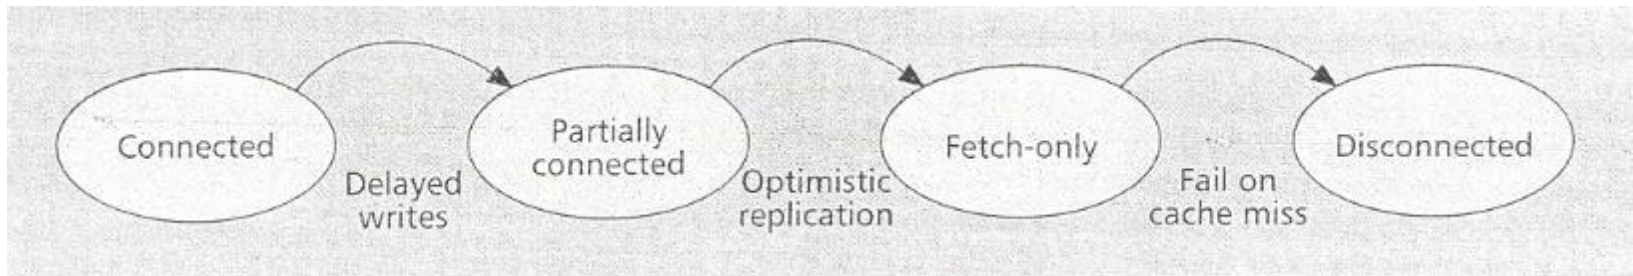 Connected
Delayed
writes
Partially
connected
Optimistic
replication
Fetch-only
Fail on
cache miss
Disconnected